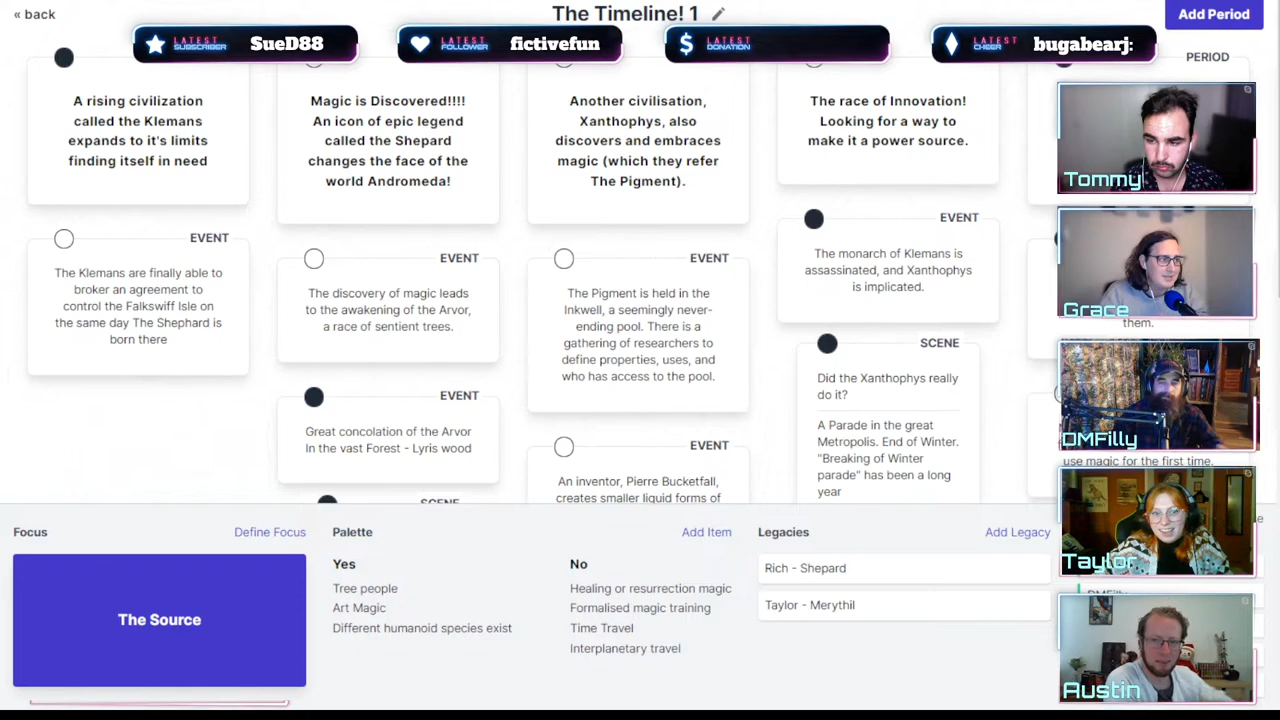 « back
The Timeline! 1
Add Period
LATEST SUBSCRIBER
SueD88
LATEST FOLLOWER
fictivefun
LATEST DONATION
LATEST CHEER
bugabearj:
A rising civilization
called the Klemans
expands to it's limits
finding itself in need
EVENT
The Klemans are finally able to
broker an agreement to
control the Falkswiff Isle on
the same day The Shephard is
born there
Magic is Discovered!!!!
An icon of epic legend
called the Shepard
changes the face of the
world Andromeda!
EVENT
The discovery of magic leads
to the awakening of the Arvor,
a race of sentient trees.
EVENT
Great concolation of the Arvor
In the vast Forest - Lyris wood
SCENE
Another civilisation,
Xanthophys, also
discovers and embraces
magic (which they refer
The Pigment).
EVENT
The Pigment is held in the
Inkwell, a seemingly never-
ending pool. There is a
gathering of researchers to
define properties, uses, and
who has access to the pool.
EVENT
An inventor, Pierre Bucketfall,
creates smaller liquid forms of
The race of Innovation!
Looking for a way to
make it a power source.
EVENT
The monarch of Klemans is
assassinated, and Xanthophys
is implicated.
SCENE
Did the Xanthophys really
do it?
A Parade in the great
Metropolis. End of Winter.
"Breaking of Winter
parade" has been a long
year
PERIOD
them.
use magic for the first time.
Tommy
Grace
DMFilly
Taylor
Austin
Focus
Define Focus
The Source
Palette
Add Item
Yes
Tree people
Art Magic
Different humanoid species exist
No
Healing or resurrection magic
Formalised magic training
Time Travel
Interplanetary travel
Legacies
Add Legacy
Rich - Shepard
Taylor - Merythil